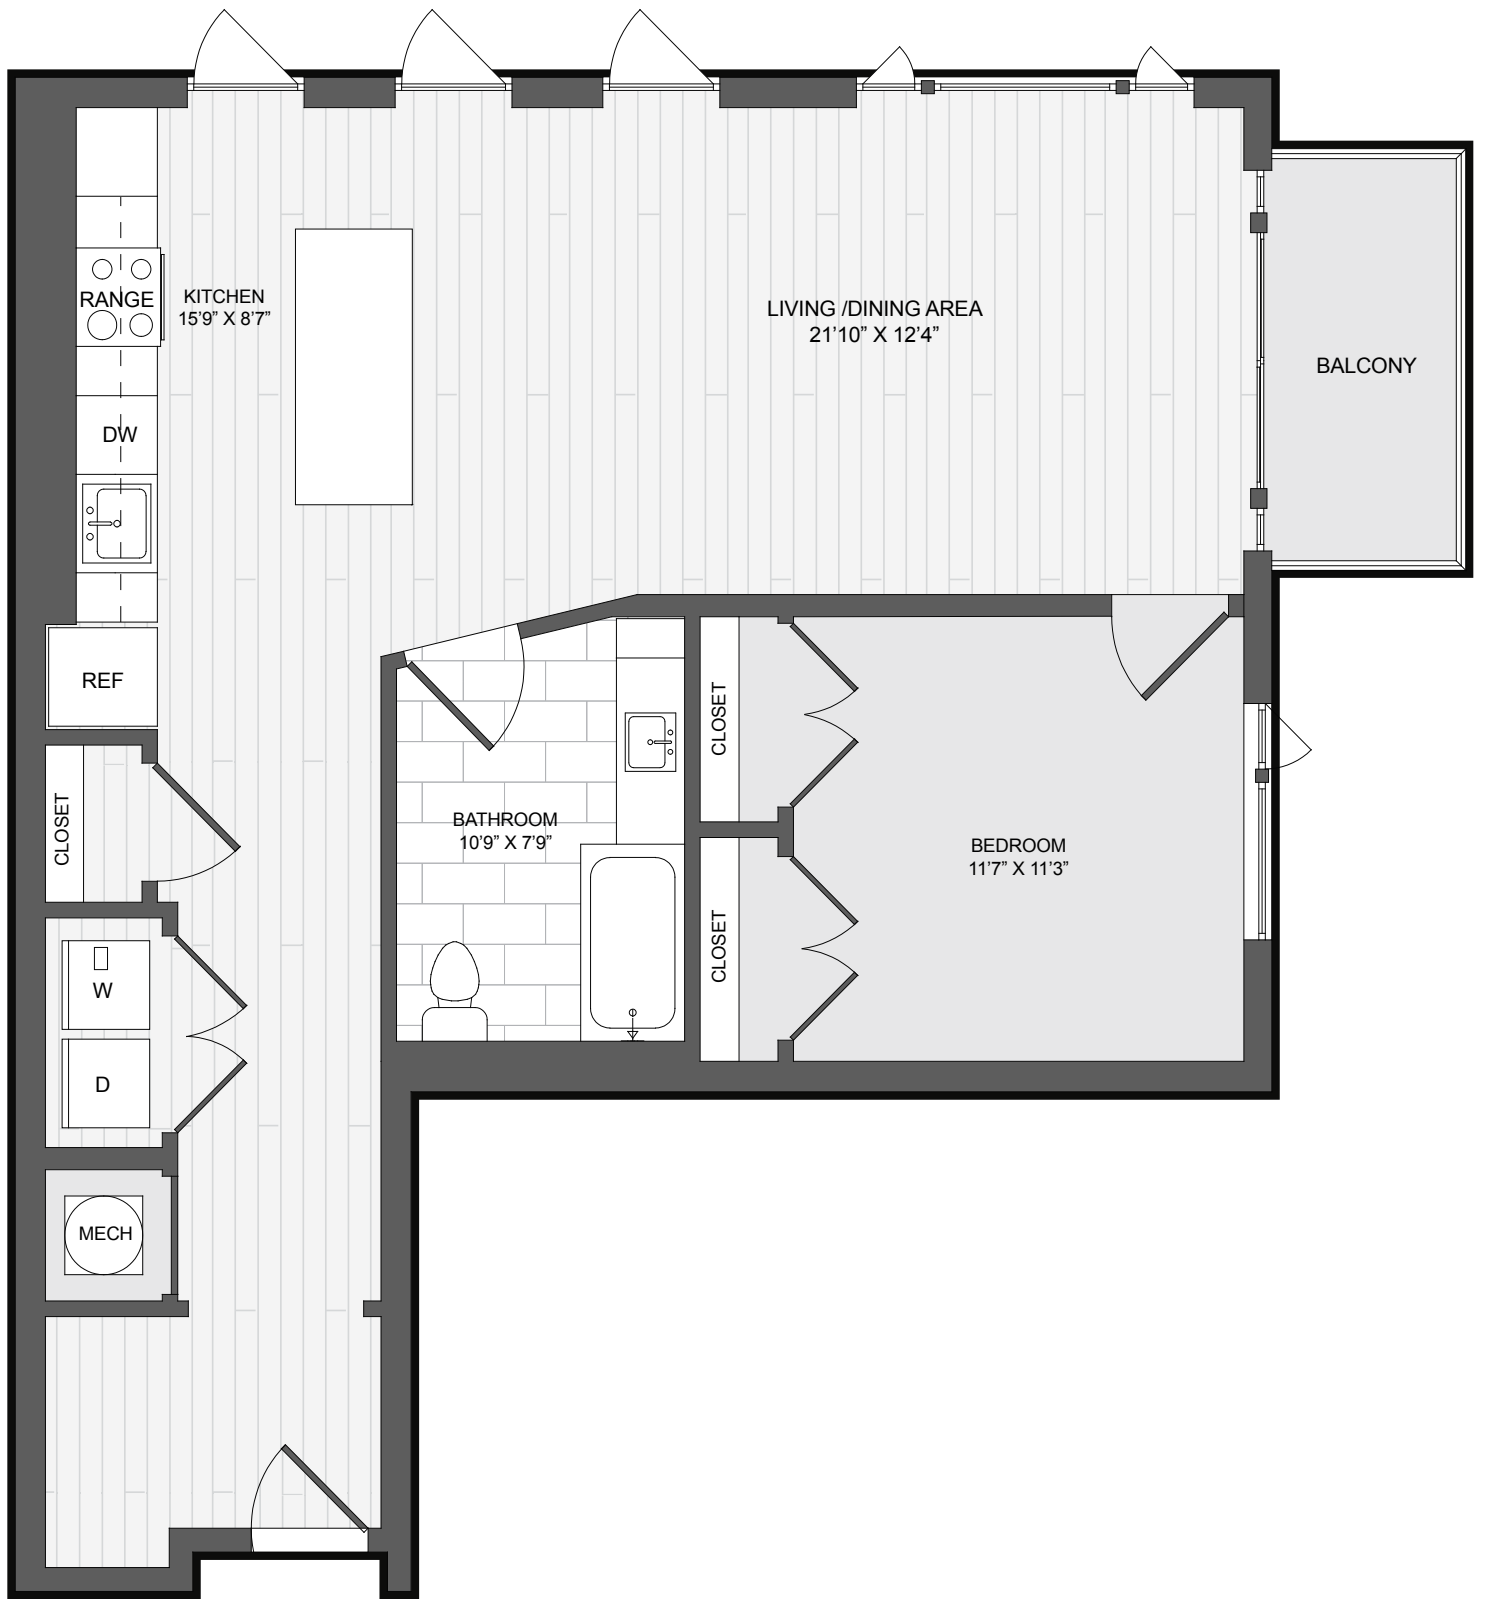 KITCHEN
15'9” X 8'7”
RANGE
LIVING /DINING AREA
21'10” X 12'4”
BALCONY
DW
REF
CLOSET
CLOSET
BATHROOM
10'9” X 7'9”
BEDROOM
11'7” X 11'3”
CLOSET
W
D
MECH